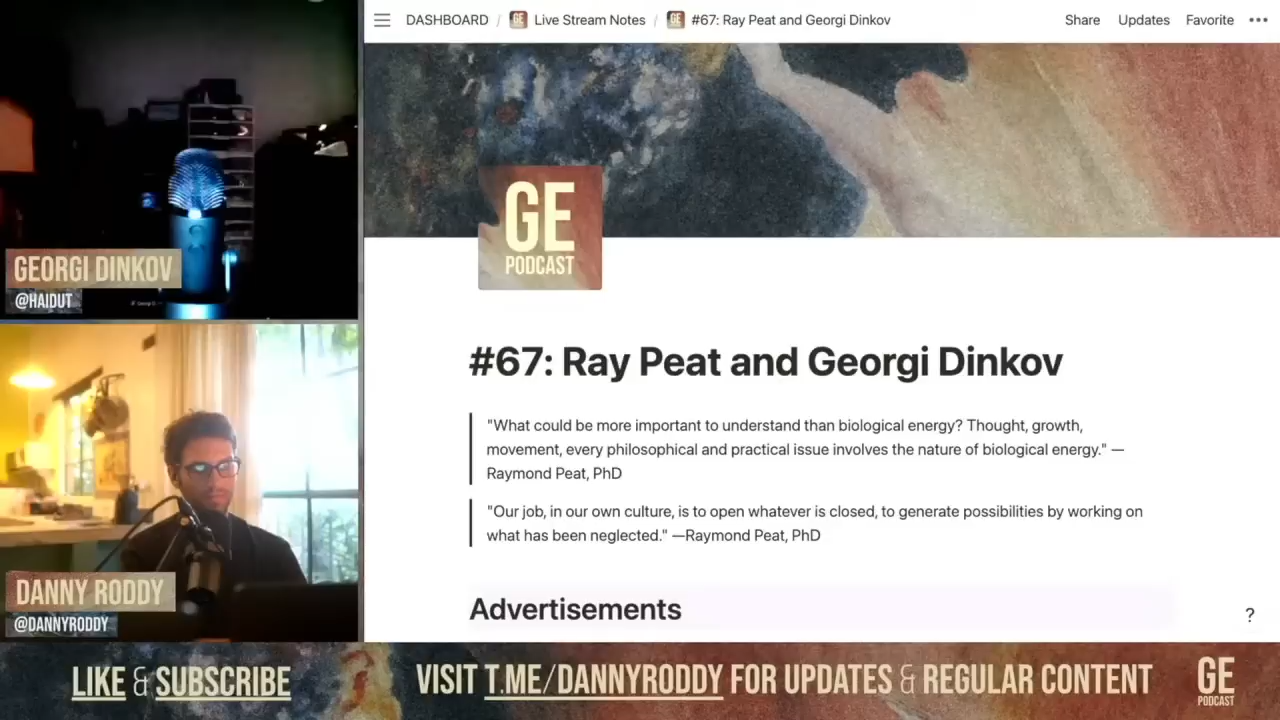 DASHBOARD / Live Stream Notes / #67: Ray Peat and Georgi Dinkov
Share Updates Favorite •••
GE
PODCAST
#67: Ray Peat and Georgi Dinkov
"What could be more important to understand than biological energy? Thought, growth,
movement, every philosophical and practical issue involves the nature of biological energy." —
Raymond Peat, PhD
"Our job, in our own culture, is to open whatever is closed, to generate possibilities by working on
what has been neglected." —Raymond Peat, PhD
Advertisements
?
GEORGI DINKOV
@HAIDUT
DANNY RODDY
@DANNYRODDY
LIKE & SUBSCRIBE
VISIT T.ME/DANNYRODDY FOR UPDATES & REGULAR CONTENT
GE
PODCAST